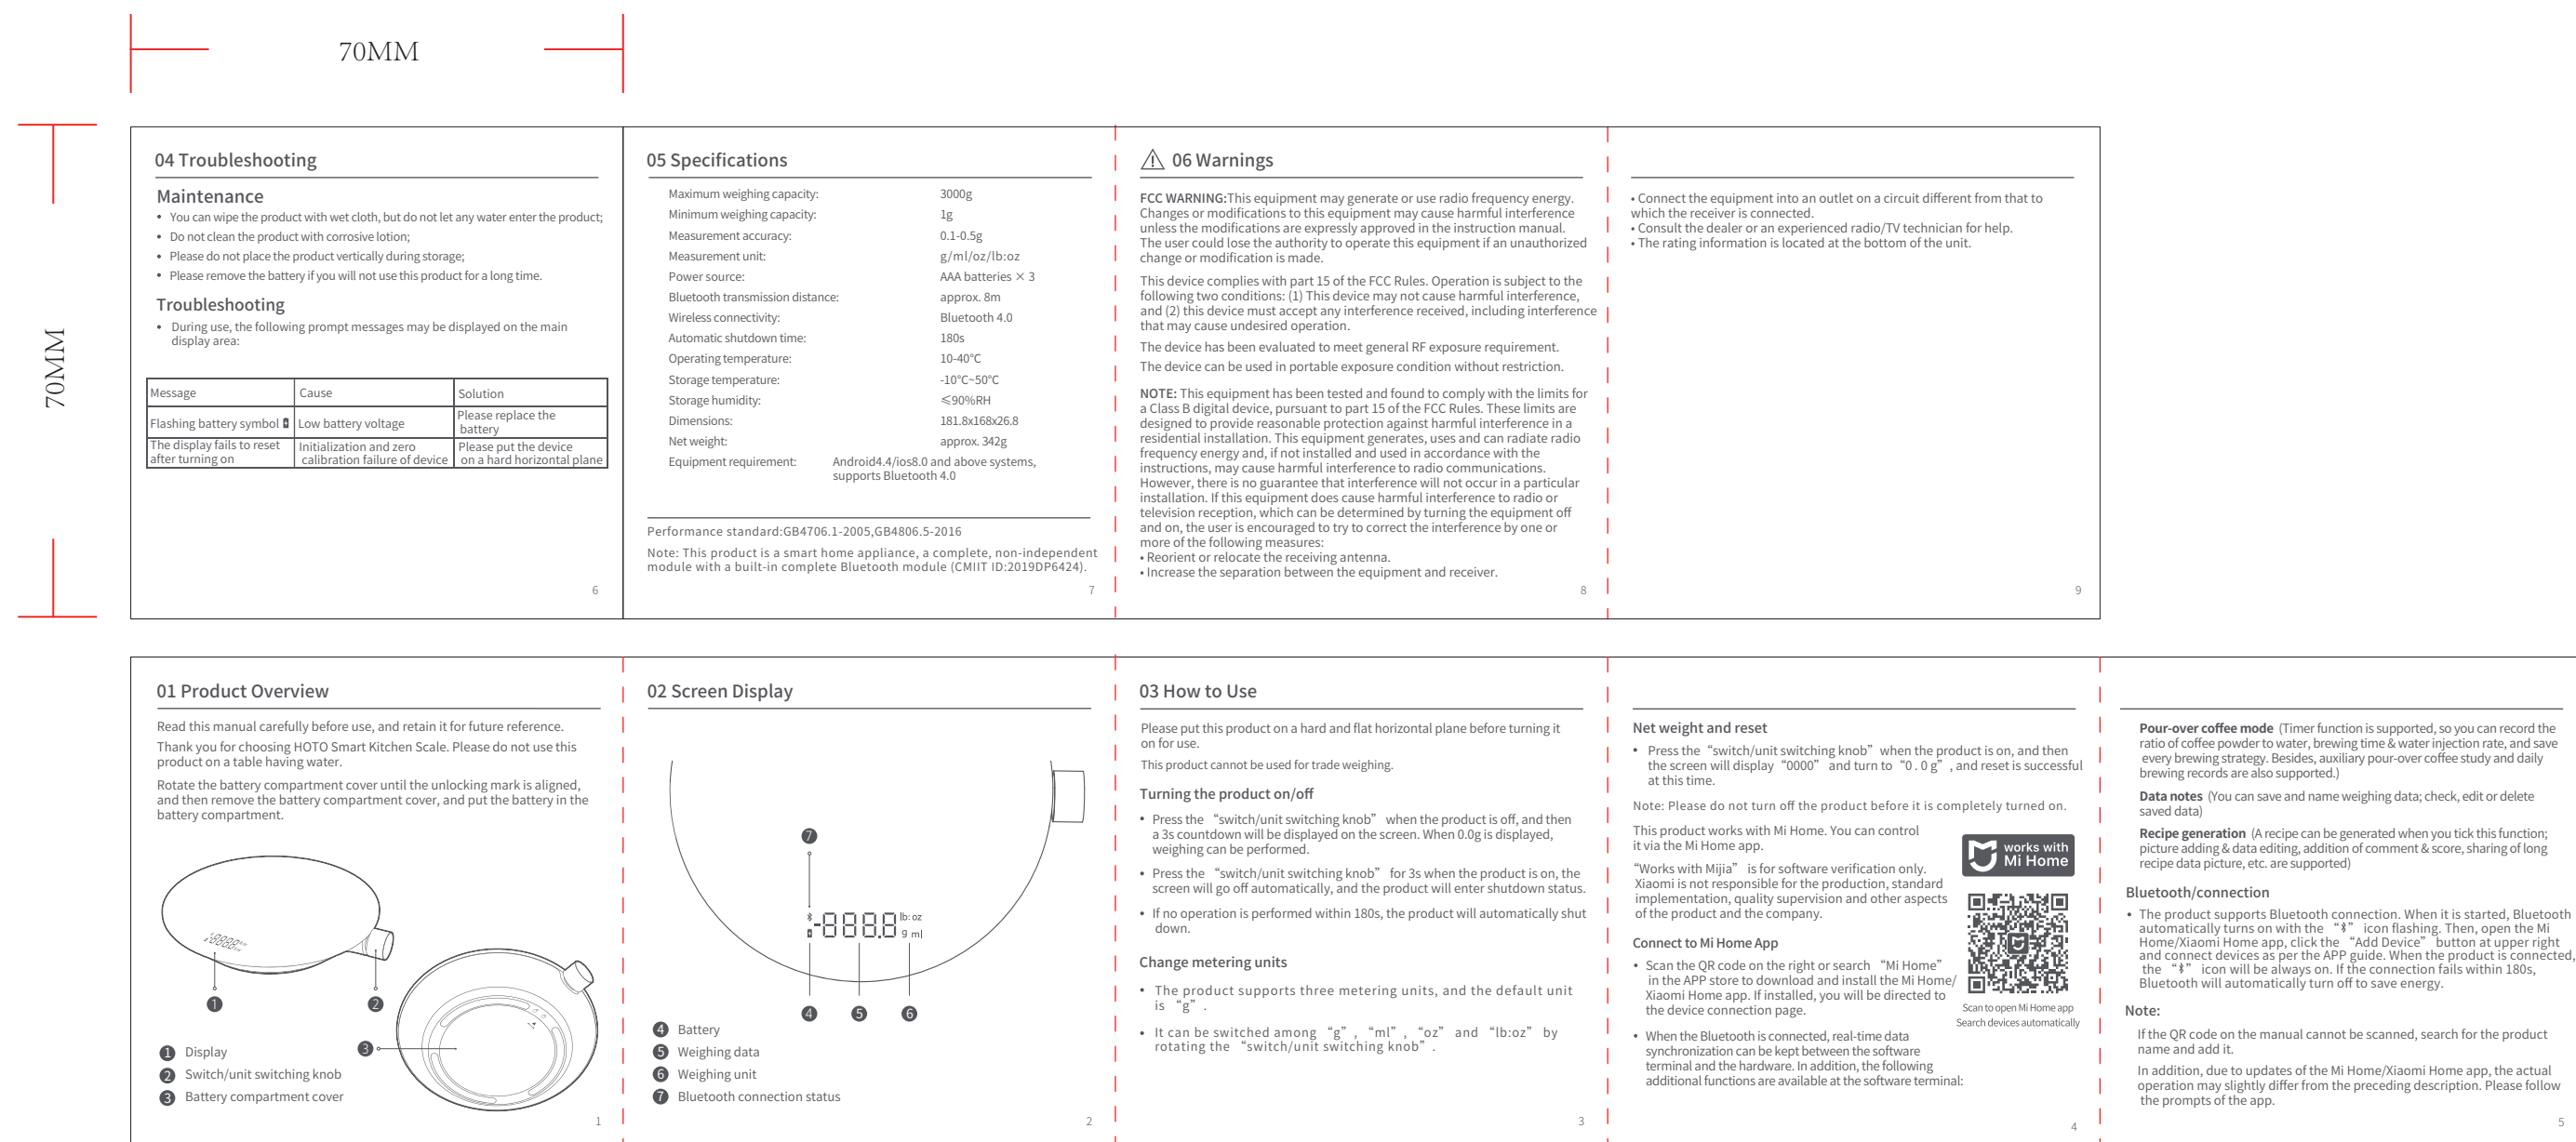 70MM
70MM
04 Troubleshooting
Maintenance
• You can wipe the product with wet cloth, but do not let any water enter the product;
• Do not clean the product with corrosive lotion;
• Please do not place the product vertically during storage;
• Please remove the battery if you will not use this product for a long time.
Troubleshooting
• During use, the following prompt messages may be displayed on the main
display area:
Message Cause Solution
Flashing battery symbol Low battery voltage Please replace the
battery
The display fails to reset Initialization and zero Please put the device
after turning on calibration failure of device on a hard horizontal plane
6
05 Specifications
Maximum weighing capacity: 3000g
Minimum weighing capacity: 1g
Measurement accuracy: 0.1-0.5g
Measurement unit: g/ml/oz/lb:oz
Power source: AAA batteries × 3
Bluetooth transmission distance: approx. 8m
Wireless connectivity: Bluetooth 4.0
Automatic shutdown time: 180s
Operating temperature: 10-40°C
Storage temperature: -10°C~50°C
Storage humidity: ≤90%RH
Dimensions: 181.8x168x26.8
Net weight: approx. 342g
Equipment requirement: Android4.4/ios8.0 and above systems,
supports Bluetooth 4.0
Performance standard:GB4706.1-2005,GB4806.5-2016
Note: This product is a smart home appliance, a complete, non-independent
module with a built-in complete Bluetooth module (CMIIT ID:2019DP6424).
7
06 Warnings
FCC WARNING:This equipment may generate or use radio frequency energy.
Changes or modifications to this equipment may cause harmful interference
unless the modifications are expressly approved in the instruction manual.
The user could lose the authority to operate this equipment if an unauthorized
change or modification is made.
This device complies with part 15 of the FCC Rules. Operation is subject to the
following two conditions: (1) This device may not cause harmful interference,
and (2) this device must accept any interference received, including interference
that may cause undesired operation.
The device has been evaluated to meet general RF exposure requirement.
The device can be used in portable exposure condition without restriction.
NOTE: This equipment has been tested and found to comply with the limits for
a Class B digital device, pursuant to part 15 of the FCC Rules. These limits are
designed to provide reasonable protection against harmful interference in a
residential installation. This equipment generates, uses and can radiate radio
frequency energy and, if not installed and used in accordance with the
instructions, may cause harmful interference to radio communications.
However, there is no guarantee that interference will not occur in a particular
installation. If this equipment does cause harmful interference to radio or
television reception, which can be determined by turning the equipment off
and on, the user is encouraged to try to correct the interference by one or
more of the following measures:
• Reorient or relocate the receiving antenna.
• Increase the separation between the equipment and receiver.
8
• Connect the equipment into an outlet on a circuit different from that to
which the receiver is connected.
• Consult the dealer or an experienced radio/TV technician for help.
• The rating information is located at the bottom of the unit.
9
01 Product Overview
Read this manual carefully before use, and retain it for future reference.
Thank you for choosing HOTO Smart Kitchen Scale. Please do not use this
product on a table having water.
Rotate the battery compartment cover until the unlocking mark is aligned,
and then remove the battery compartment cover, and put the battery in the
battery compartment.
1
2
3
1 Display
2 Switch/unit switching knob
3 Battery compartment cover
1
02 Screen Display
7
-888.8 lb:oz
g ml
4 5 6
4 Battery
5 Weighing data
6 Weighing unit
7 Bluetooth connection status
2
03 How to Use
Please put this product on a hard and flat horizontal plane before turning it
on for use.
This product cannot be used for trade weighing.
Turning the product on/off
• Press the “switch/unit switching knob” when the product is off, and then
a 3s countdown will be displayed on the screen. When 0.0g is displayed,
weighing can be performed.
• Press the “switch/unit switching knob” for 3s when the product is on, the
screen will go off automatically, and the product will enter shutdown status.
• If no operation is performed within 180s, the product will automatically shut
down.
Change metering units
• The product supports three metering units, and the default unit
is “g”.
• It can be switched among “g”, “ml”, “oz” and “lb:oz” by
rotating the “switch/unit switching knob”.
3
Net weight and reset
• Press the “switch/unit switching knob” when the product is on, and then
the screen will display “0000” and turn to “0.0g”, and reset is successful
at this time.
Note: Please do not turn off the product before it is completely turned on.
This product works with Mi Home. You can control
it via the Mi Home app.
“Works with Mijia” is for software verification only.
Xiaomi is not responsible for the production, standard
implementation, quality supervision and other aspects
of the product and the company.
works with
Mi Home
Connect to Mi Home App
• Scan the QR code on the right or search “Mi Home”
in the APP store to download and install the Mi Home/
Xiaomi Home app. If installed, you will be directed to
the device connection page.
Scan to open Mi Home app
Search devices automatically
• When the Bluetooth is connected, real-time data
synchronization can be kept between the software
terminal and the hardware. In addition, the following
additional functions are available at the software terminal:
4
Pour-over coffee mode (Timer function is supported, so you can record the
ratio of coffee powder to water, brewing time & water injection rate, and save
every brewing strategy. Besides, auxiliary pour-over coffee study and daily
brewing records are also supported.)
Data notes (You can save and name weighing data; check, edit or delete
saved data)
Recipe generation (A recipe can be generated when you tick this function;
picture adding & data editing, addition of comment & score, sharing of long
recipe data picture, etc. are supported)
Bluetooth/connection
• The product supports Bluetooth connection. When it is started, Bluetooth
automatically turns on with the “” icon flashing. Then, open the Mi
Home/Xiaomi Home app, click the “Add Device” button at upper right
and connect devices as per the APP guide. When the product is connected,
the “” icon will be always on. If the connection fails within 180s,
Bluetooth will automatically turn off to save energy.
Note:
If the QR code on the manual cannot be scanned, search for the product
name and add it.
In addition, due to updates of the Mi Home/Xiaomi Home app, the actual
operation may slightly differ from the preceding description. Please follow
the prompts of the app.
5